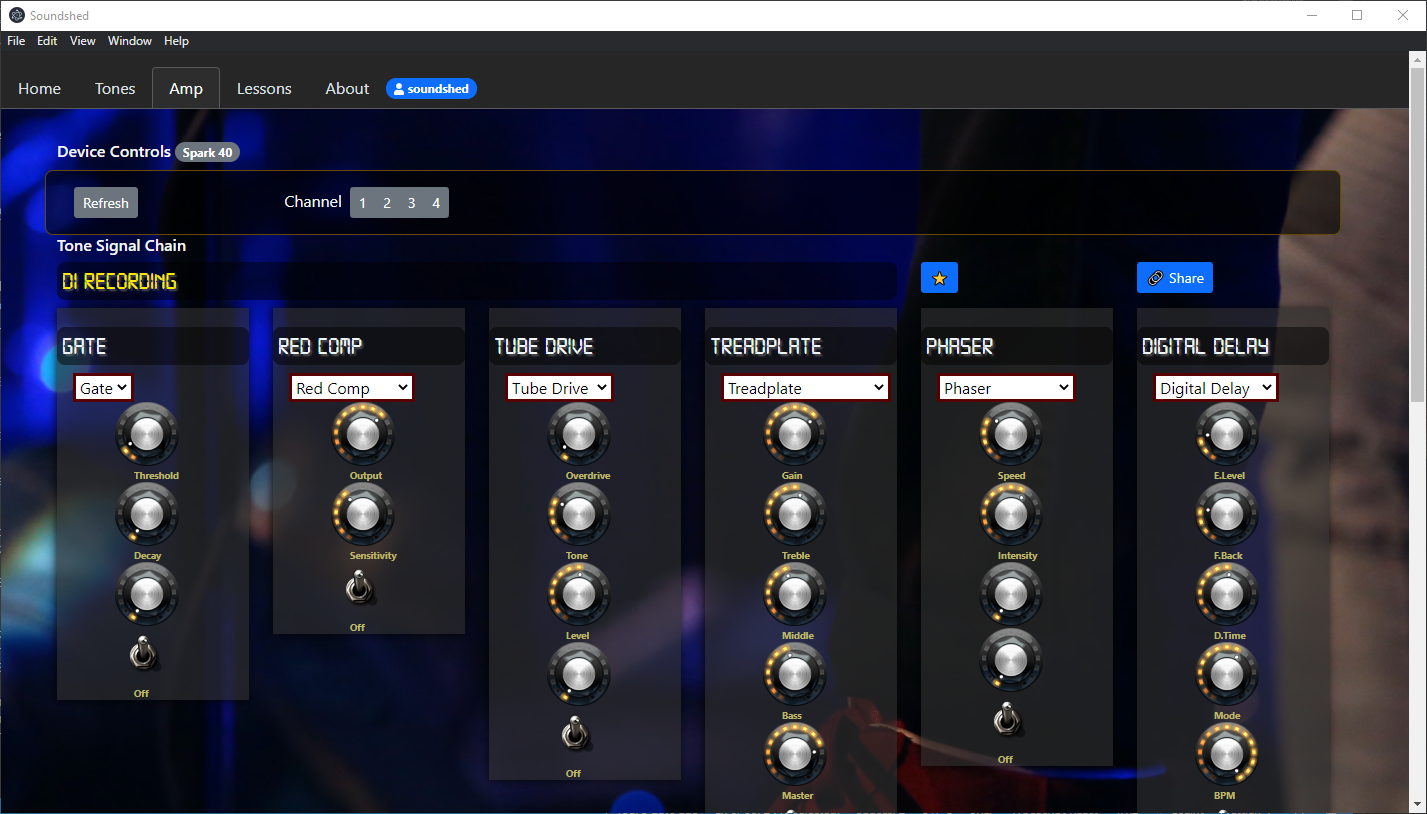 Soundshed
File Edit View Window Help
Home Tones Amp Lessons About soundshed
Device Controls Spark 40
Refresh Channel 1 2 3 4
Tone Signal Chain
DI RECORDING Share
GATE RED COMP TUBE DRIVE TREADPLATE PHASER DIGITAL DELAY
Gate Red Comp Tube Drive Treadplate Phaser Digital Delay
Threshold Output Overdrive Gain Speed E.Level
Decay Sensitivity Tone Treble Intensity F.Back
Off Level Middle D.Time
Off Bass Mode
Off Off
Master BPM